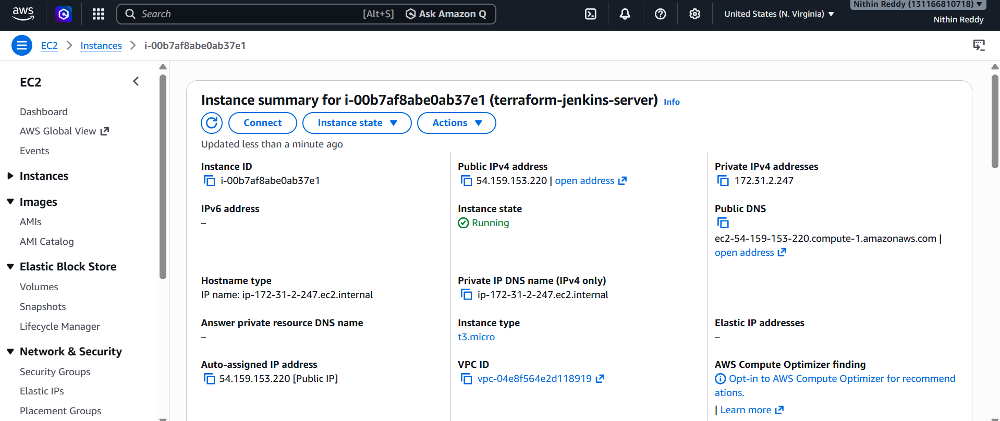 aws
Search
[Alt+S]
Ask Amazon Q
United States (N. Virginia)
Nithin Reddy (131166810718)
Nithin Reddy
EC2
Instances
i-00b7af8abe0ab37e1
EC2
Dashboard
AWS Global View
Events
Instances
Images
AMIs
AMI Catalog
Elastic Block Store
Volumes
Snapshots
Lifecycle Manager
Network & Security
Security Groups
Elastic IPs
Placement Groups
Instance summary for i-00b7af8abe0ab37e1 (terraform-jenkins-server) Info
Connect
Instance state
Actions
Updated less than a minute ago
Instance ID
i-00b7af8abe0ab37e1
Public IPv4 address
54.159.153.220 | open address
Private IPv4 addresses
172.31.2.247
IPv6 address
–
Instance state
Running
Public DNS
ec2-54-159-153-220.compute-1.amazonaws.com |
open address
Hostname type
IP name: ip-172-31-2-247.ec2.internal
Private IP DNS name (IPv4 only)
ip-172-31-2-247.ec2.internal
Answer private resource DNS name
–
Instance type
t3.micro
Elastic IP addresses
–
Auto-assigned IP address
54.159.153.220 [Public IP]
VPC ID
vpc-04e8f564e2d118919
AWS Compute Optimizer finding
Opt-in to AWS Compute Optimizer for recommend
ations.
| Learn more